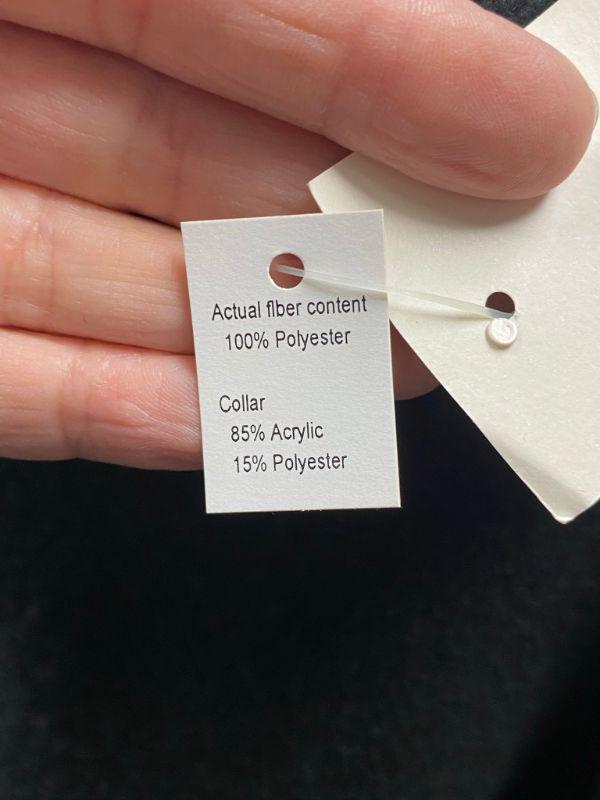 Actual fiber content
100% Polyester
Collar
85% Acrylic
15% Polyester